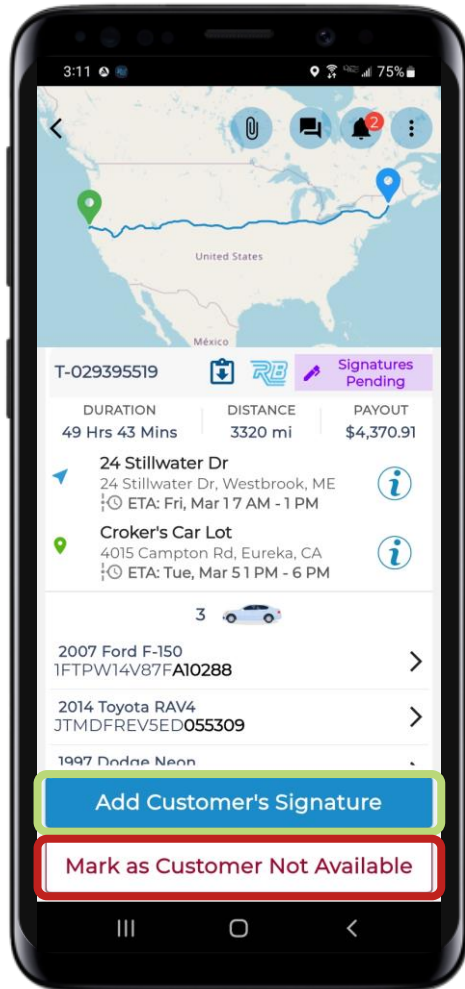 3:11
75%
2
United States
México
T-029395519
RB
Signatures
Pending
DURATION
DISTANCE
PAYOUT
49 Hrs 43 Mins
3320 mi
$4,370.91
24 Stillwater Dr
24 Stillwater Dr, Westbrook, ME
ETA: Fri, Mar 1 7 AM - 1 PM
i
Croker's Car Lot
4015 Campton Rd, Eureka, CA
ETA: Tue, Mar 5 1 PM - 6 PM
i
3
2007 Ford F-150
1FTPW14V87FA10288
2014 Toyota RAV4
JTMDFREV5ED055309
1997 Dodge Neon
Add Customer's Signature
Mark as Customer Not Available